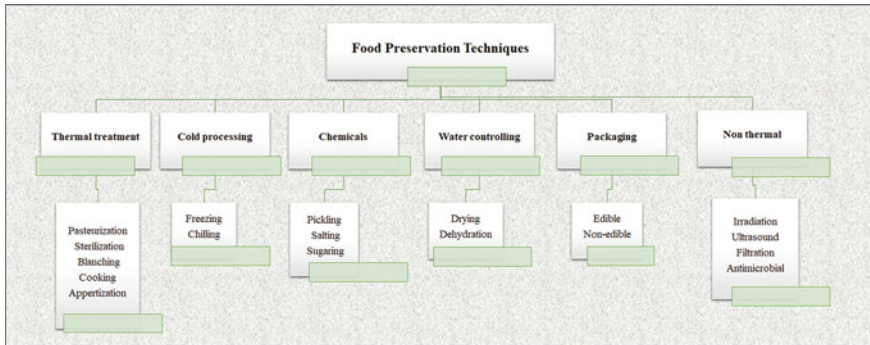 Food Preservation Techniques
Thermal treatment
Cold processing
Chemicals
Water controlling
Packaging
Non thermal
Pasteurization
Sterilization
Blanching
Cooking
Appertization
Freezing
Chilling
Pickling
Salting
Sugaring
Drying
Dehydration
Edible
Non-edible
Irradiation
Ultrasound
Filtration
Antimicrobial